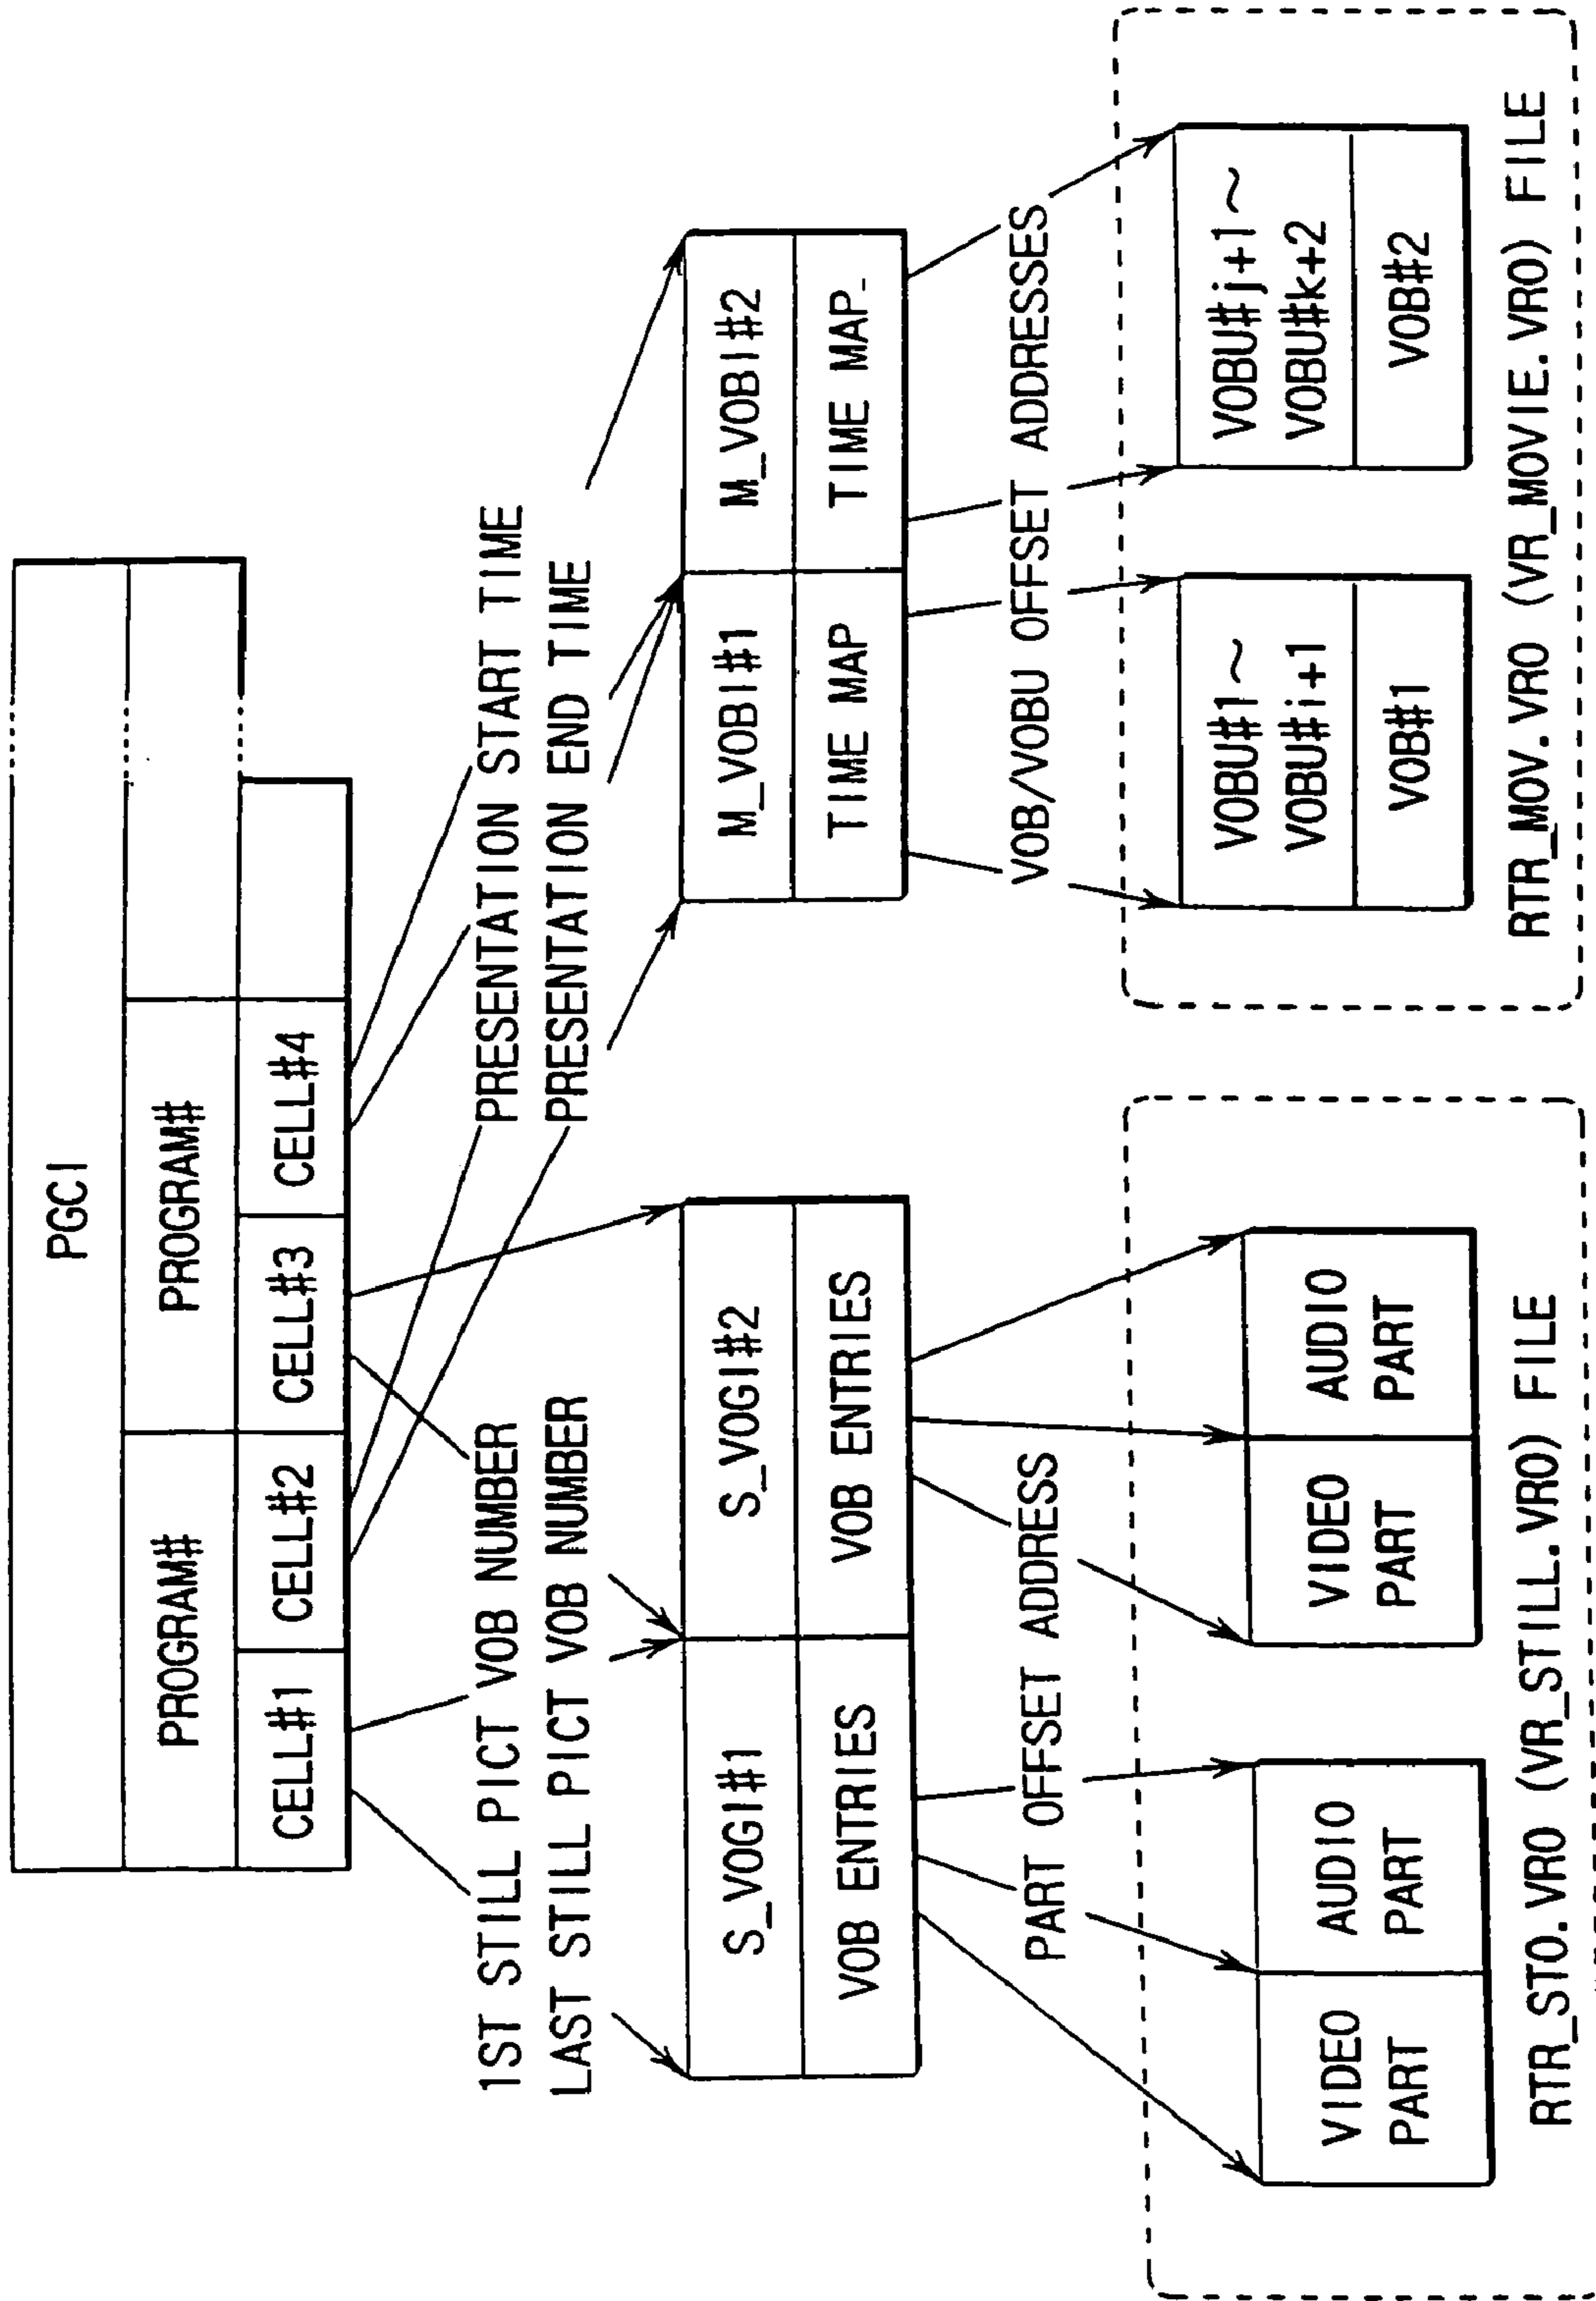 PGCI
PROGRAM#
PROGRAM#
CELL#1
CELL#2
CELL#3
CELL#4
1ST STILL PICT VOB NUMBER
LAST STILL PICT VOB NUMBER
PRESENTATION START TIME
PRESENTATION END TIME
S_VOGI#1
S_VOGI#2
VOB ENTRIES
VOB ENTRIES
M_VOBI#1
M_VOBI#2
TIME MAP
TIME MAP
PART OFFSET ADDRESS
VOB/VOBU OFFSET ADDRESSES
VIDEO
PART
AUDIO
PART
VIDEO
PART
AUDIO
PART
VOBU#1~
VOBU#i+1
VOB#1
VOBU#j+1~
VOBU#k+2
VOB#2
RTR_STO.VRO (VR_STILL.VRO) FILE
RTR_MOV.VRO (VR_MOVIE.VRO) FILE